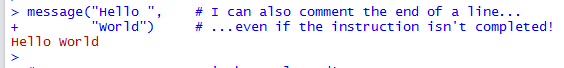 > message("Hello ",    # I can also comment the end of a line...
+         "World")     # ...even if the instruction isn't completed!
Hello World
>